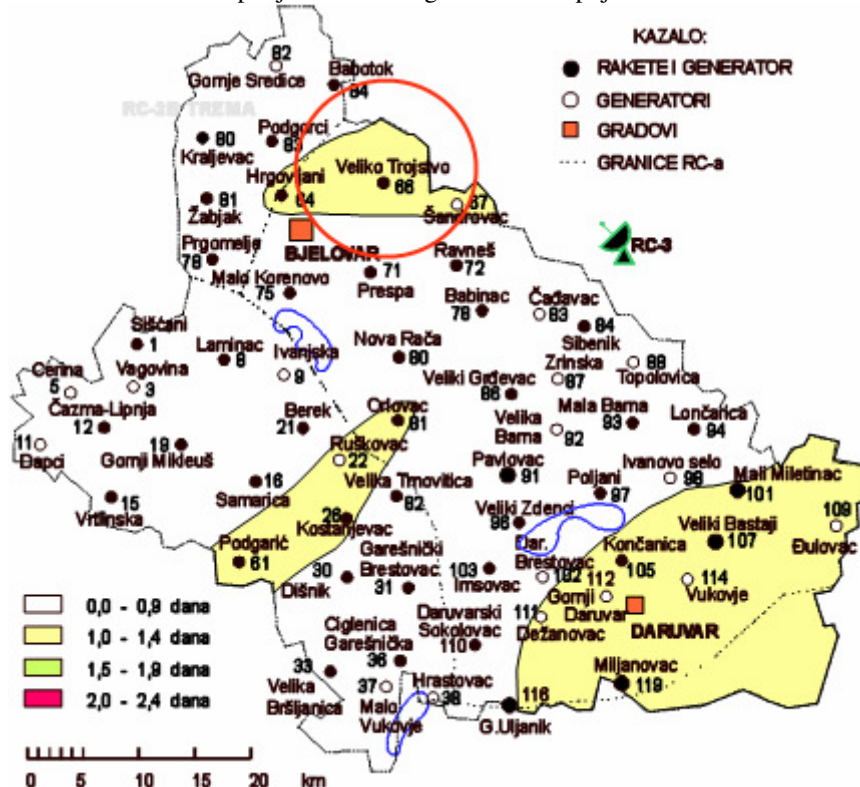 KAZALO:
RAKETE I GENERATOR
GENERATORI
GRADOVI
GRANICE RC-a
82
Gornje Sredice
Babotok
84
RC-2B TREMA
80
Kraljevac
Podgorci
83
Veliko Trojstvo
66
Hrgovljani
64
67
Šandrovac
81
Žabjak
Prgomelje
78
BJELOVAR
RC-3
Ravneš
72
71
Prespa
Malo Korenovo
75
Babinac
78
Čađavac
83
84
Sibenik
Sišćani
1
Laminac
8
Ivanjska
9
Nova Rača
80
Zrinska
87
88
Topolovica
Cerina
5
Vagovina
3
Veliki Grđevac
86
Čazma-Lipnja
12
Berek
21
Orlovac
81
Velika
Barna
92
Mala Barna
93
Lončarica
94
11
Dapci
19
Gornji Mikleuš
Ruškovac
22
Pavlovac
91
Ivanovo selo
98
Mali Miletinac
101
16
Samarica
Velika Trnovitica
82
Poljani
97
15
Vrtlinska
26
Kostanjevac
Veliki Zdenci
96
109
Đulovac
Veliki Bastaji
107
Podgarić
61
Garešnički
Brestovac
31
30
Dišnik
103
Imsovac
Dar.
Brestovac
102
Končanica
105
112
Gornji
Daruvar
114
Vukovje
111
Dežanovac
DARUVAR
Daruvarski
Sokolovac
110
Ciglenica
Garešnička
36
33
Velika
Bršljanica
37
Malo
Vukovje
Hrastovac
38
116
G.Uljanik
Miljanovac
119
0,0 - 0,9 dana
1,0 - 1,4 dana
1,5 - 1,9 dana
2,0 - 2,4 dana
0 5 10 15 20 km